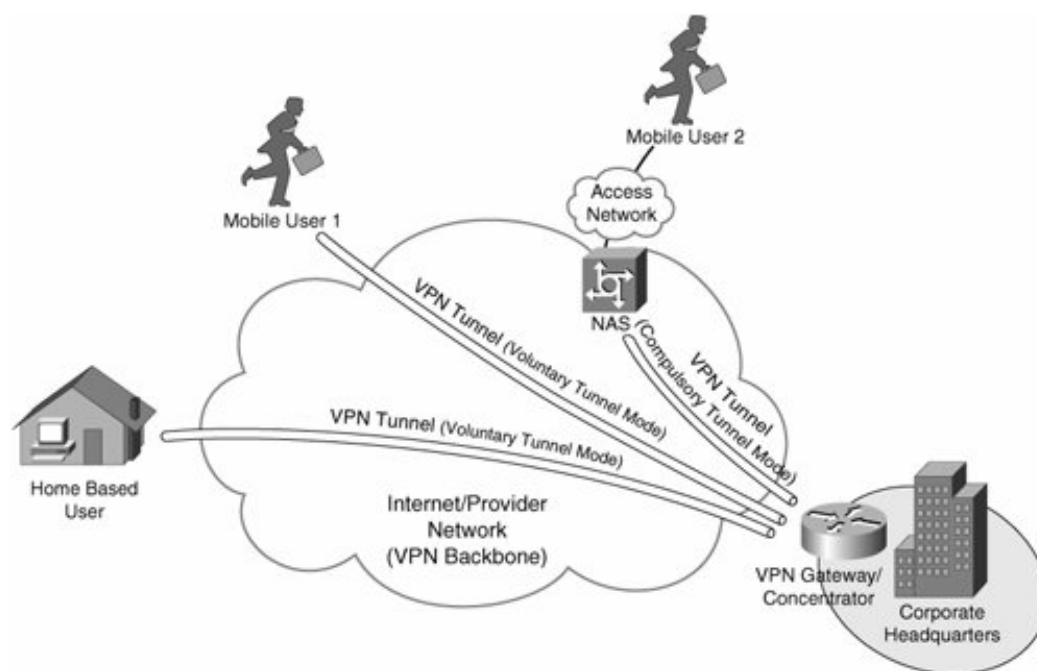 Mobile User 2
Access
Network
Mobile User 1
NAS
VPN Tunnel (Voluntary Tunnel Mode)
VPN Tunnel
(Compulsory Tunnel Mode)
VPN Tunnel (Voluntary Tunnel Mode)
Home Based
User
Internet/Provider
Network
(VPN Backbone)
VPN Gateway/
Concentrator
Corporate
Headquarters